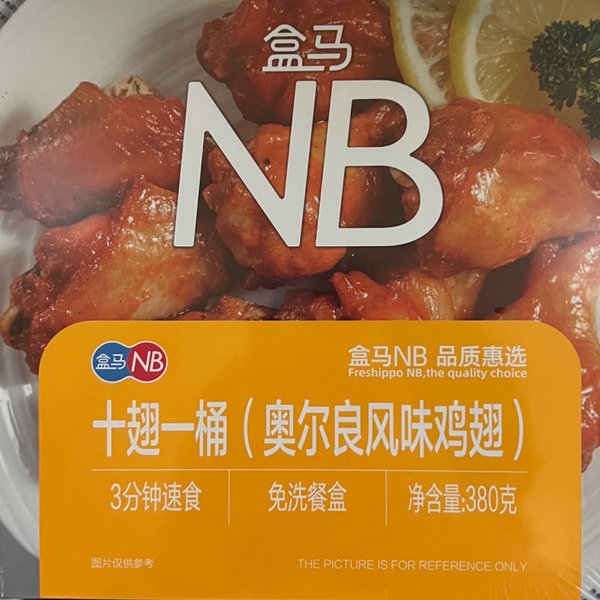 盒马
NB
盒马NB
盒马NB 品质惠选
Freshippo NB,the quality choice
十翅一桶（奥尔良风味鸡翅）
3分钟速食
免洗餐盒
净含量:380克
图片仅供参考
THE PICTURE IS FOR REFERENCE ONLY